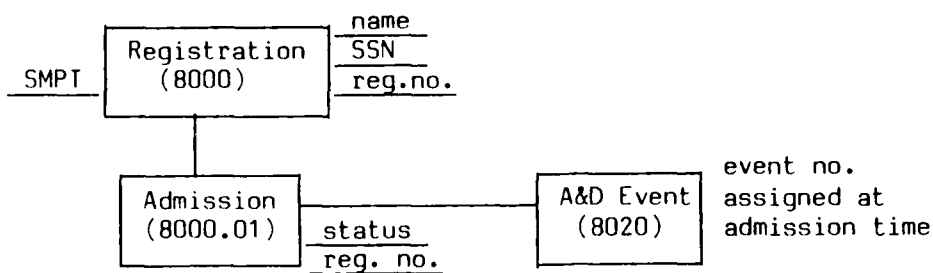 name
Registration
(8000)
SSN
reg.no.
SMPT
Admission
(8000.01)
status
reg. no.
A&D Event
(8020)
event no.
assigned at
admission time